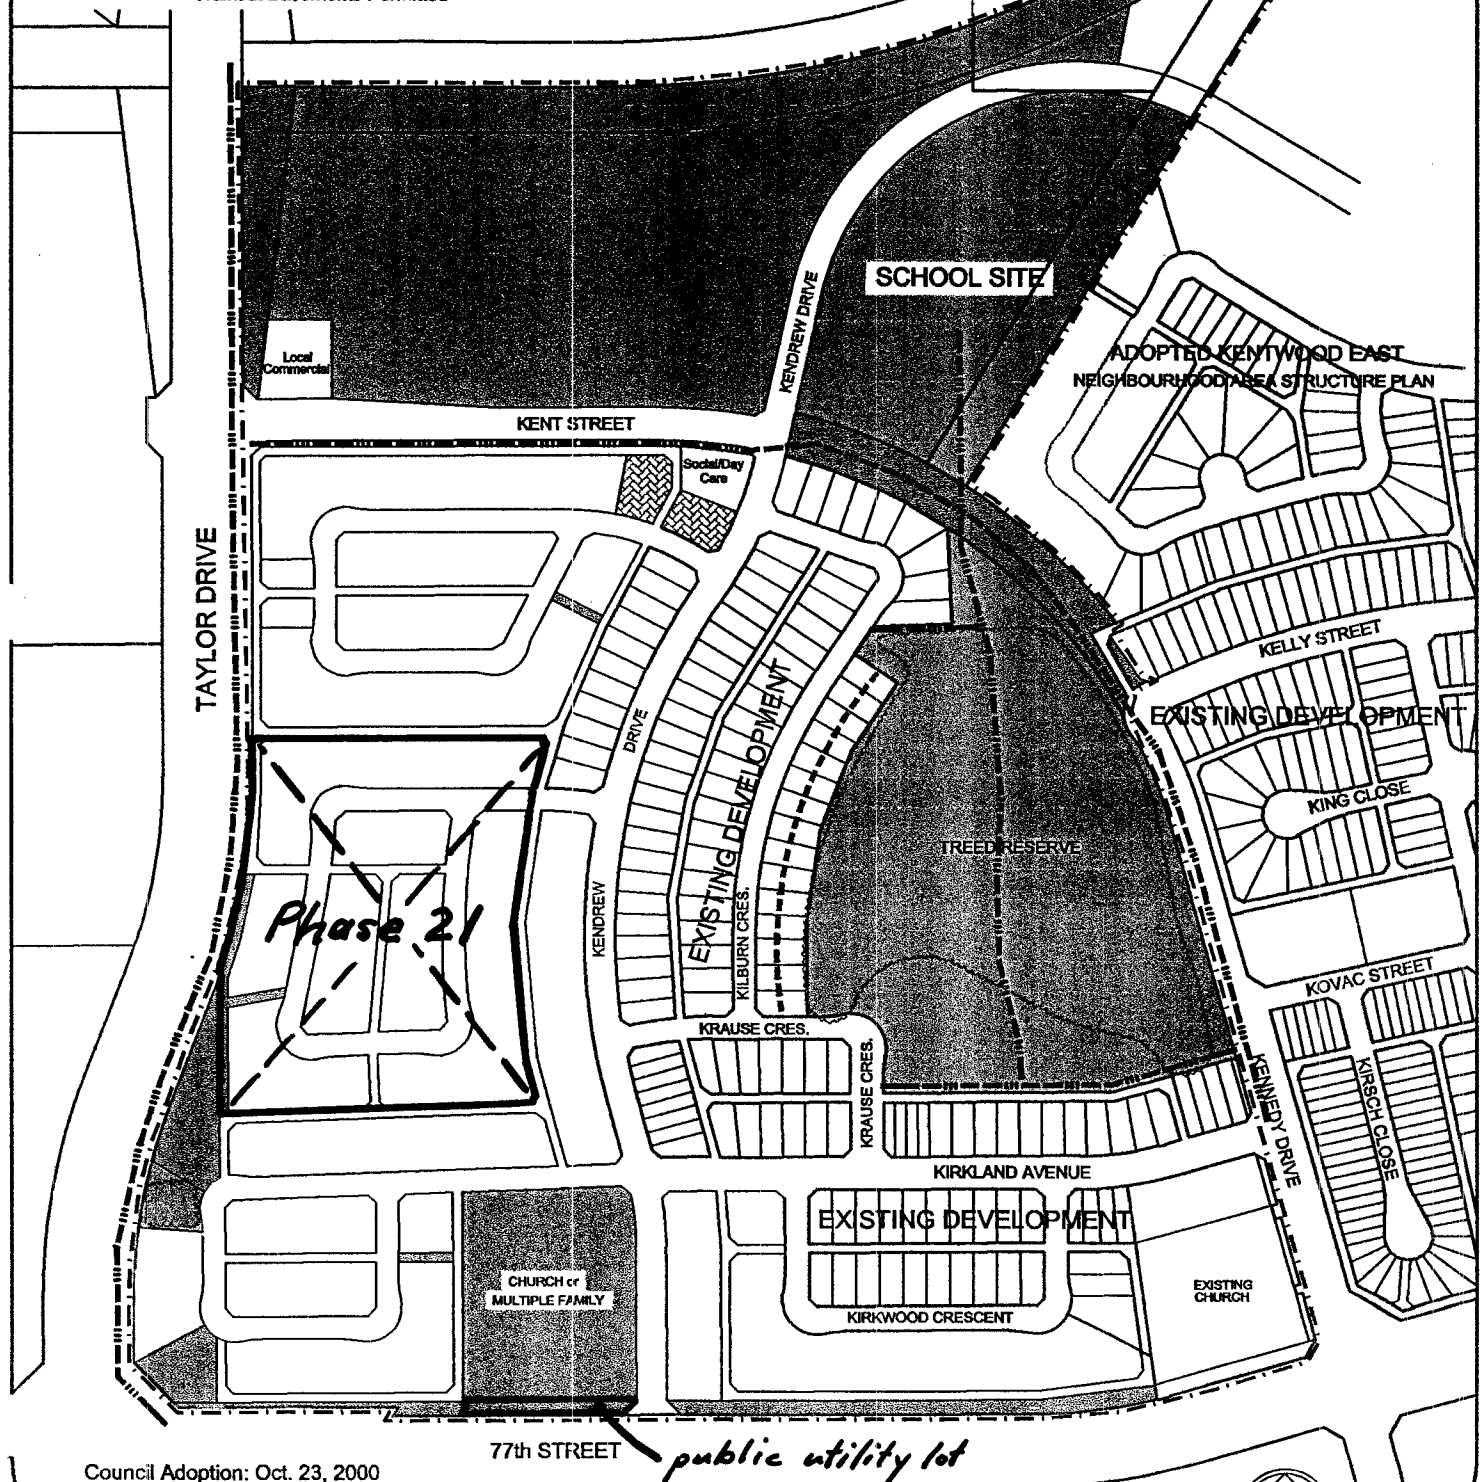 SCHOOL SITE
KENDREW DRIVE
Local
Commercial
ADOPTED KENTWOOD EAST
NEIGHBOURHOOD AREA STRUCTURE PLAN
KENT STREET
Social/Day
Care
TAYLOR DRIVE
KELLY STREET
EXISTING DEVELOPMENT
DRIVE
EXISTING DEVELOPMENT
KING CLOSE
TREED RESERVE
KENDREW
KILBURN CRES.
Phase 21
KOVAC STREET
KRAUSE CRES.
KRAUSE CRES.
KENNEDY DRIVE
KIRSCH CLOSE
KIRKLAND AVENUE
EXISTING DEVELOPMENT
CHURCH or
MULTIPLE FAMILY
EXISTING
CHURCH
KIRKWOOD CRESCENT
77th STREET
public utility lot
Council Adoption: Oct. 23, 2000